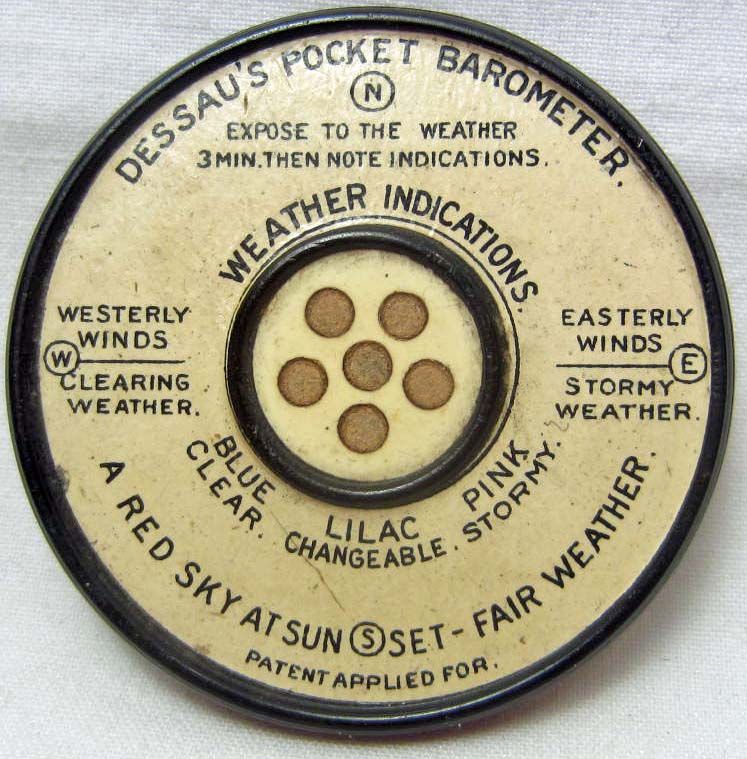 DESSAU'S POCKET BAROMETER.
N
EXPOSE TO THE WEATHER
3 MIN. THEN NOTE INDICATIONS.
WEATHER INDICATIONS.
WESTERLY
WINDS
W
CLEARING
WEATHER.
EASTERLY
WINDS
E
STORMY
WEATHER.
BLUE
CLEAR.
LILAC
CHANGEABLE.
PINK
STORMY.
A RED SKY AT SUN S SET - FAIR WEATHER.
PATENT APPLIED FOR.